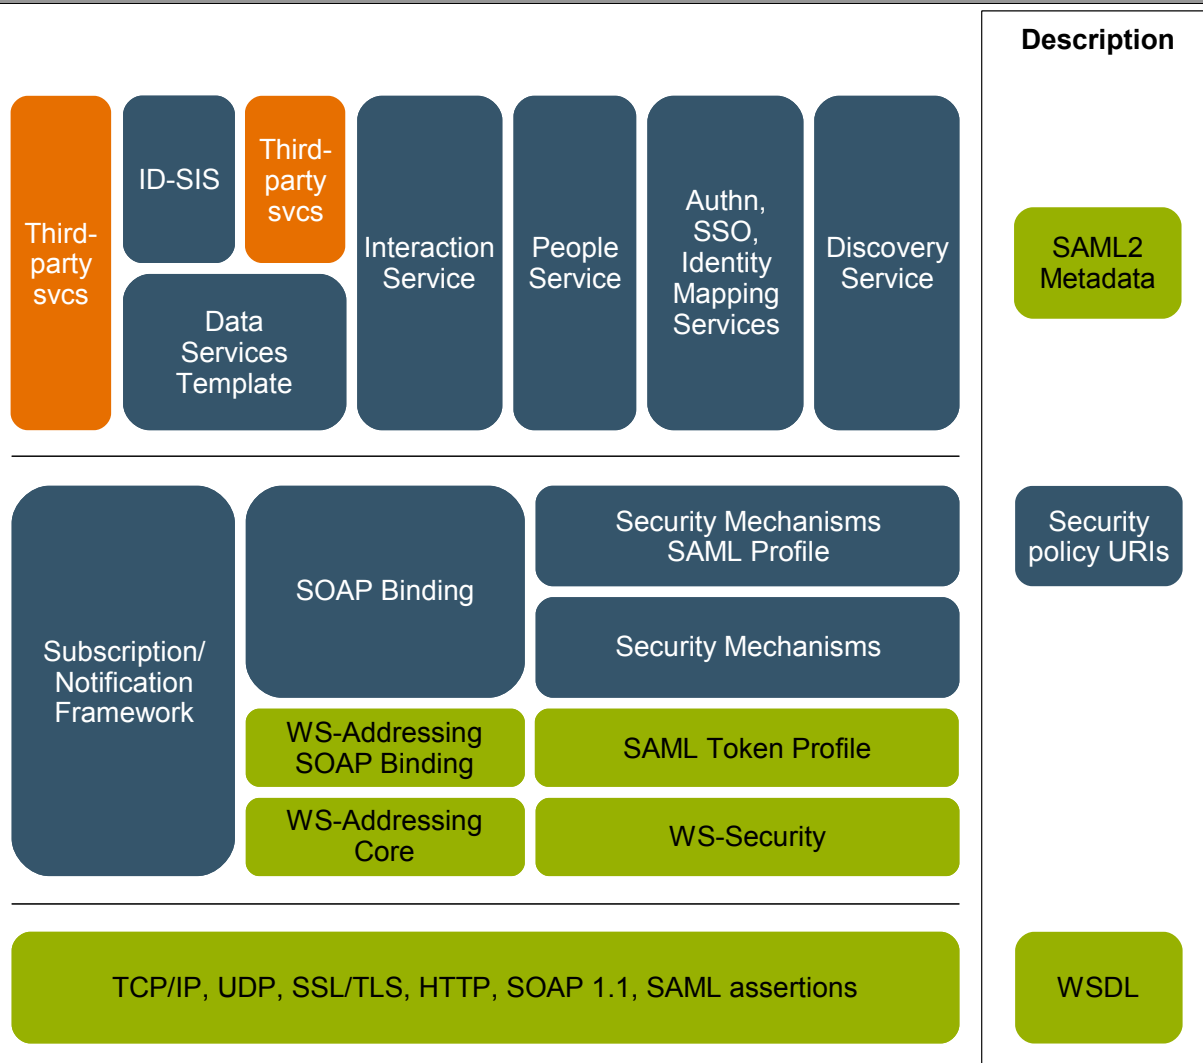 Description
Third-
party
svcs
ID-SIS
Third-
party
svcs
Data
Services
Template
Interaction
Service
People
Service
Authn,
SSO,
Identity
Mapping
Services
Discovery
Service
SAML2
Metadata
Subscription/
Notification
Framework
SOAP Binding
Security Mechanisms
SAML Profile
Security Mechanisms
Security
policy URIs
WS-Addressing
SOAP Binding
SAML Token Profile
WS-Addressing
Core
WS-Security
TCP/IP, UDP, SSL/TLS, HTTP, SOAP 1.1, SAML assertions
WSDL